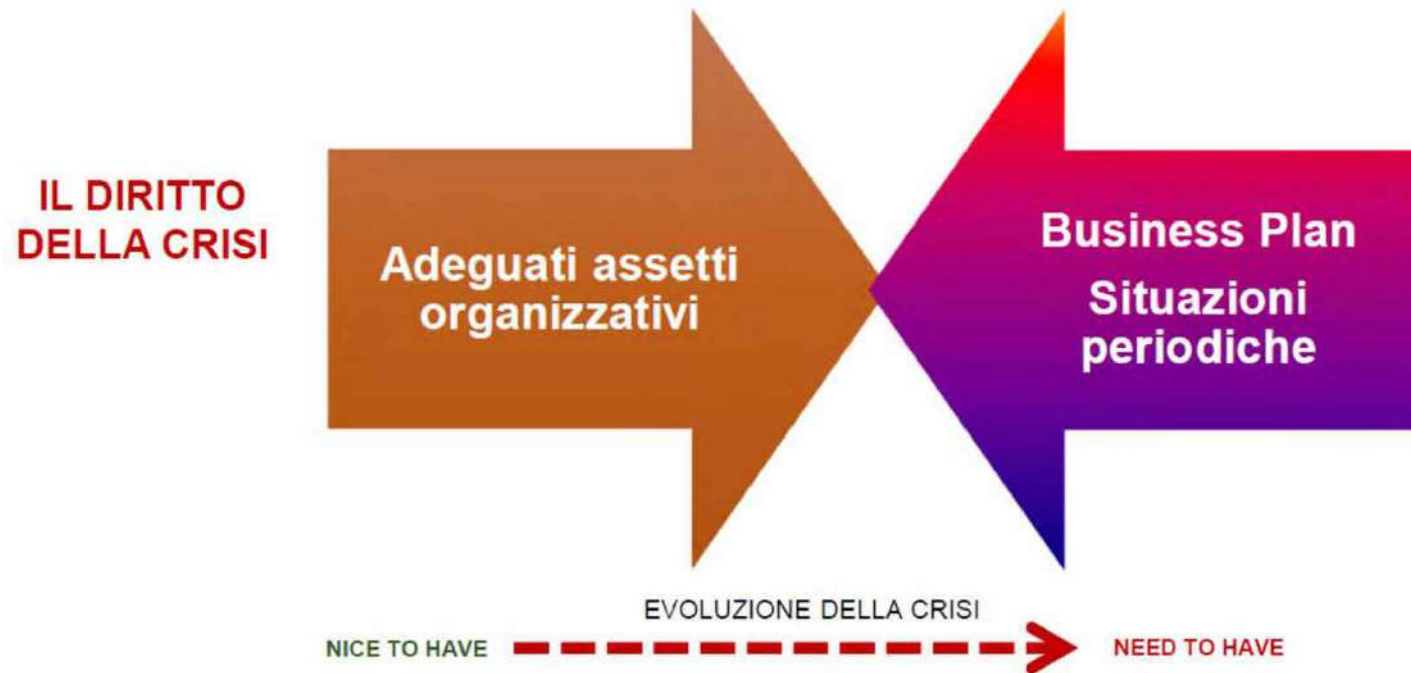 IL DIRITTO
DELLA CRISI
Adeguati assetti
organizzativi
Business Plan
Situazioni
periodiche
EVOLUZIONE DELLA CRISI
NICE TO HAVE
NEED TO HAVE